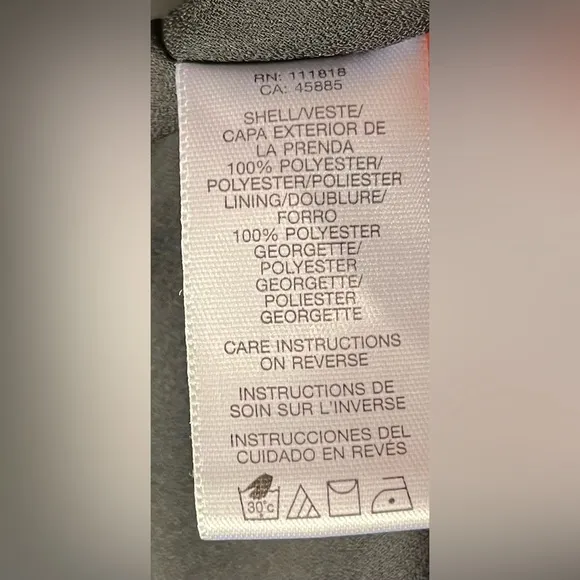 RN: 111818
CA: 45885
SHELL/VESTE/
CAPA EXTERIOR DE
LA PRENDA
100% POLYESTER/
POLYESTER/POLIESTER
LINING/DOUBLURE/
FORRO
100% POLYESTER
GEORGETTE/
POLYESTER
GEORGETTE/
POLIESTER
GEORGETTE
CARE INSTRUCTIONS
ON REVERSE
INSTRUCTIONS DE
SOIN SUR L'INVERSE
INSTRUCCIONES DEL
CUIDADO EN REVÉS
30°c